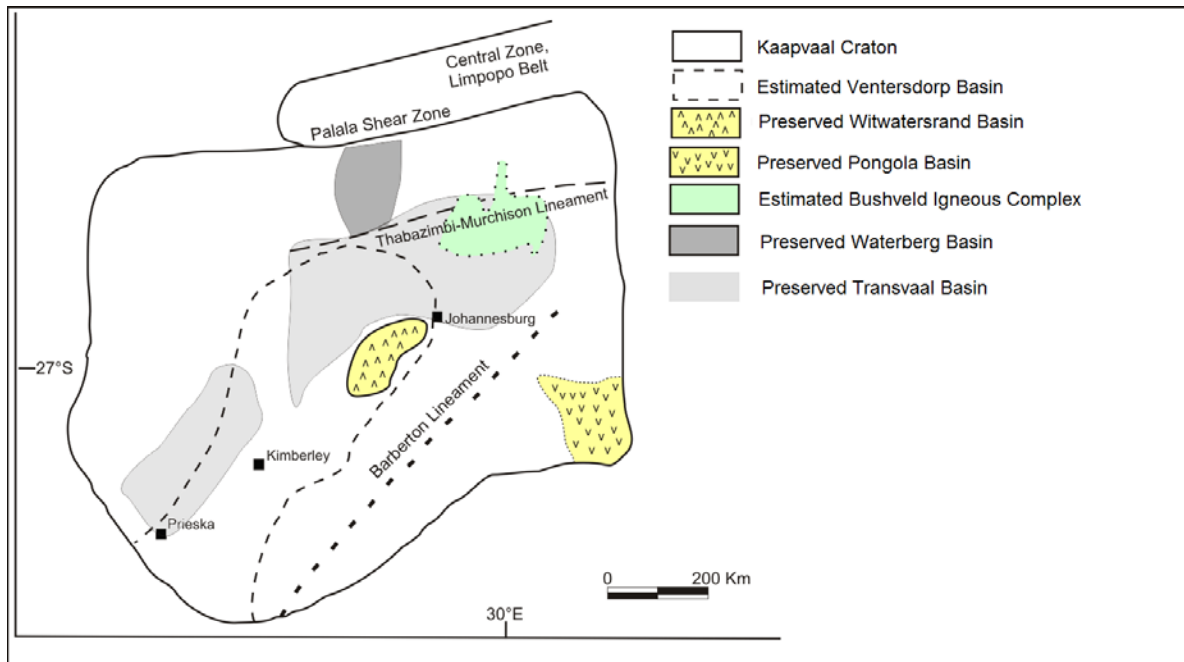 Central Zone,
Limpopo Belt
Palala Shear Zone
Thabazimbi-Murchison Lineament
Johannesburg
27°S
Barberton Lineament
Kimberley
Prieska
0 200 Km
30°E
Kaapvaal Craton
Estimated Ventersdorp Basin
Preserved Witwatersrand Basin
Preserved Pongola Basin
Estimated Bushveld Igneous Complex
Preserved Waterberg Basin
Preserved Transvaal Basin